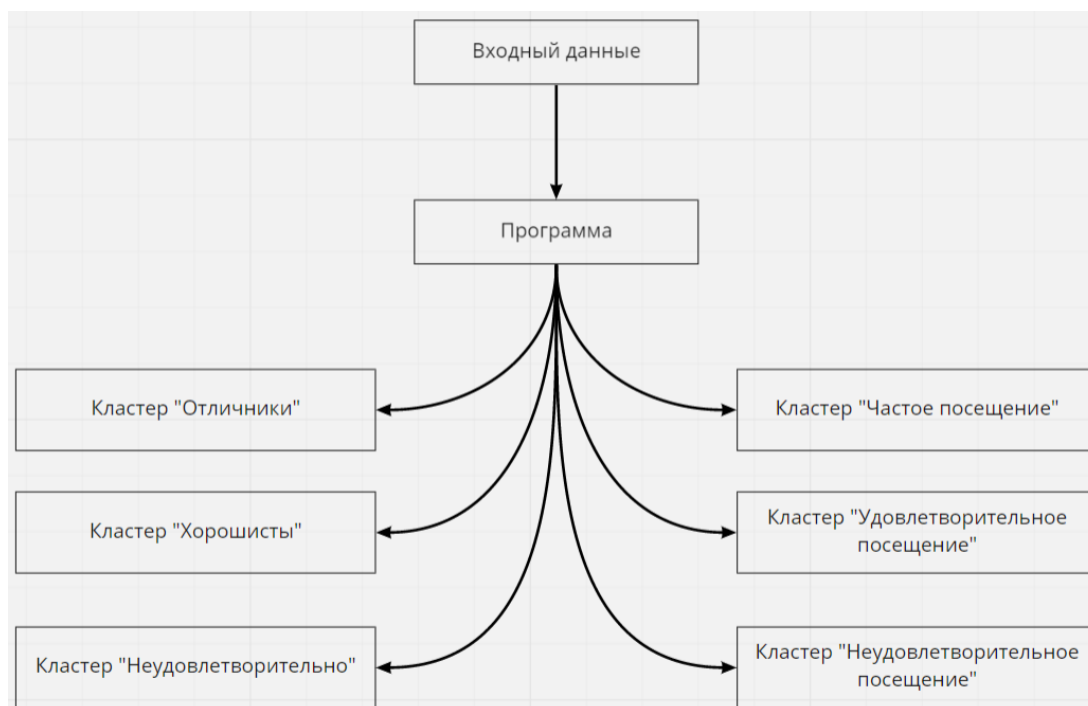 Входный данные
Программа
Кластер "Отличники"
Кластер "Частое посещение"
Кластер "Хорошисты"
Кластер "Удовлетворительное
посещение"
Кластер "Неудовлетворительно"
Кластер "Неудовлетворительное
посещение"